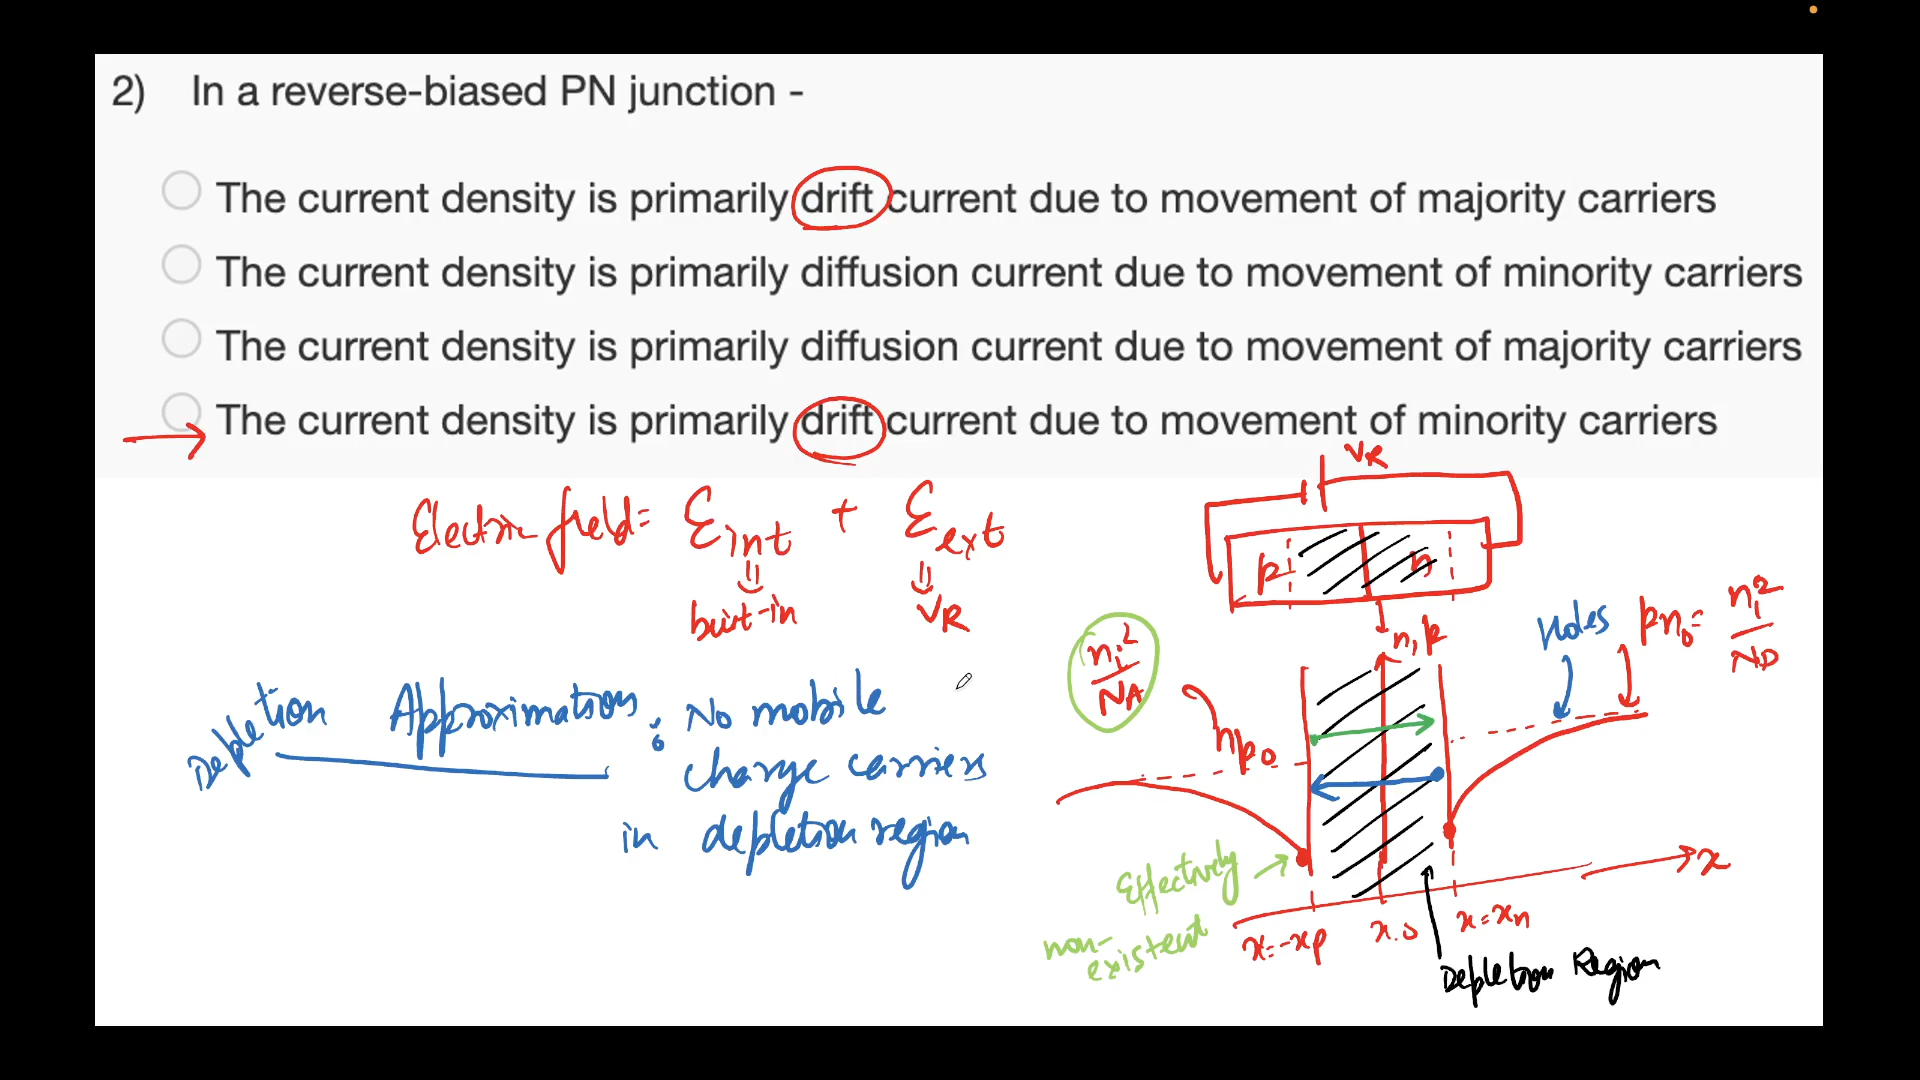 2) In a reverse-biased PN junction -
The current density is primarily drift current due to movement of majority carriers
The current density is primarily diffusion current due to movement of minority carriers
The current density is primarily diffusion current due to movement of majority carriers
The current density is primarily drift current due to movement of minority carriers
Electric field = Ɛint + Ɛext
built-in
VR
Depletion Approximation : No mobile
charge carriers
in depletion region
VR
p n
n, p
Holes
pn0 = ni²/ND
ni²/NA
np0
Effectively
non-
existent
x
x=-xp x=0 x=xn
Depletion Region